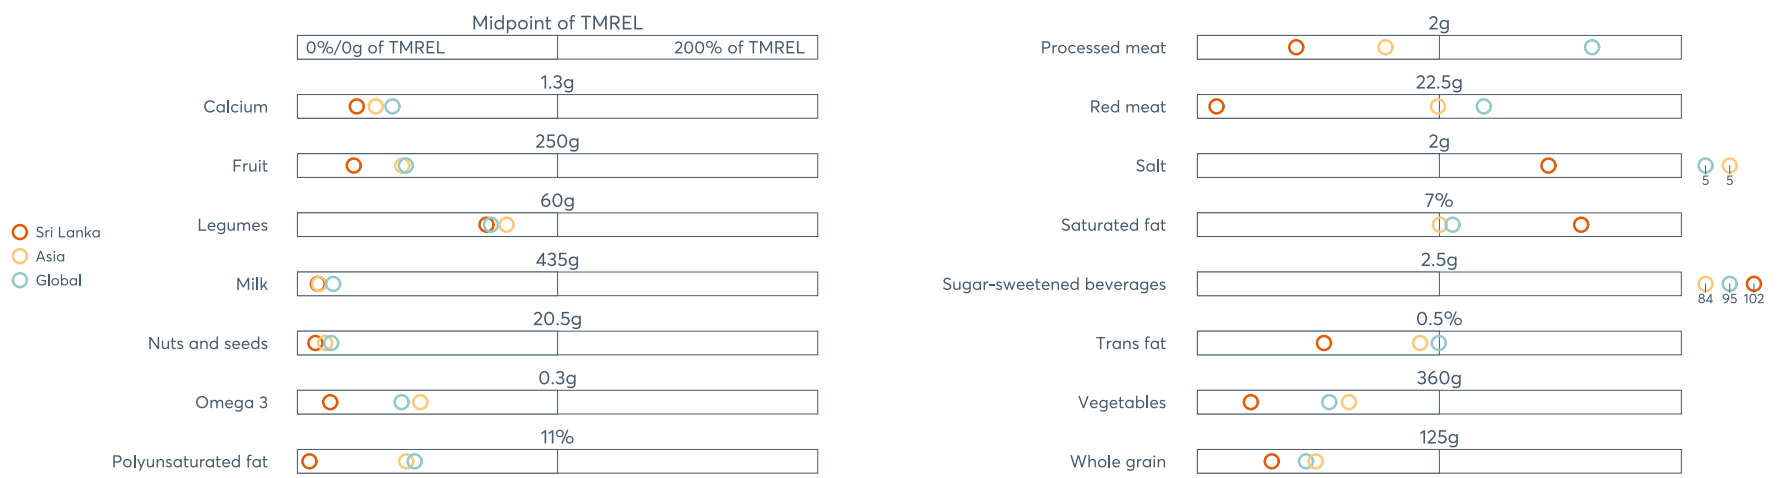 Midpoint of TMREL
0%/0g of TMREL 200% of TMREL
1.3g
Calcium
250g
Fruit
60g
Legumes
435g
Milk
20.5g
Nuts and seeds
0.3g
Omega 3
11%
Polyunsaturated fat
Sri Lanka
Asia
Global
2g
Processed meat
22.5g
Red meat
2g
Salt
5 5
7%
Saturated fat
2.5g
Sugar-sweetened beverages
84 95 102
0.5%
Trans fat
360g
Vegetables
125g
Whole grain